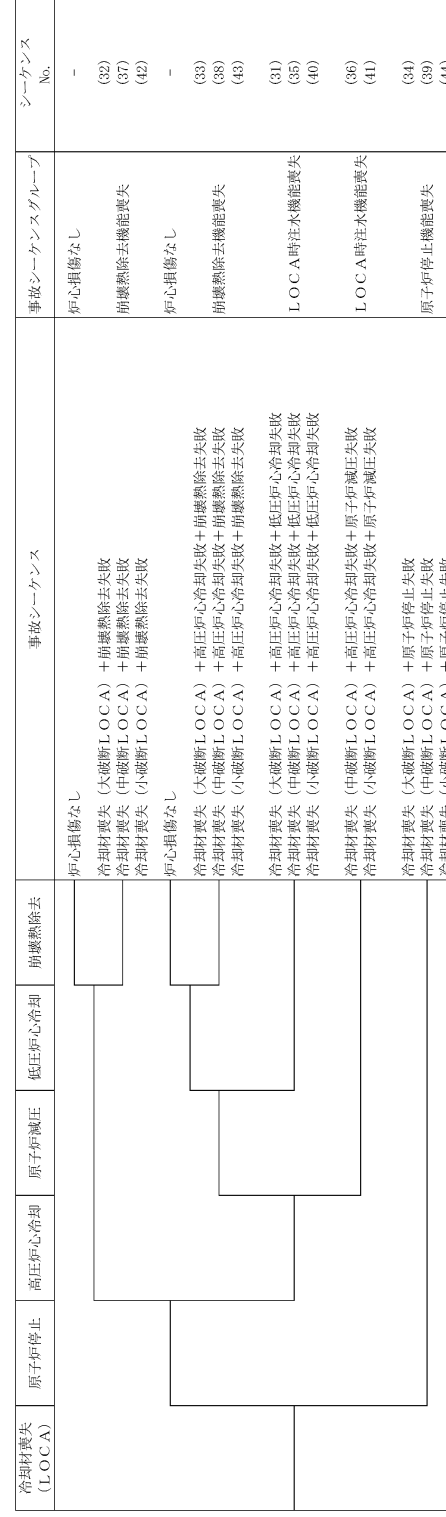 冷却材喪失
(ＬＯＣＡ)
原子炉停止
高圧炉心冷却
原子炉減圧
低圧炉心冷却
崩壊熱除去
事故シーケンス
事故シーケンスグループ
シーケンス
No.
炉心損傷なし 炉心損傷なし －
冷却材喪失（大破断ＬＯＣＡ）＋崩壊熱除去失敗 (32)
冷却材喪失（中破断ＬＯＣＡ）＋崩壊熱除去失敗 崩壊熱除去機能喪失 (37)
冷却材喪失（小破断ＬＯＣＡ）＋崩壊熱除去失敗 (42)
炉心損傷なし 炉心損傷なし －
冷却材喪失（大破断ＬＯＣＡ）＋高圧炉心冷却失敗＋崩壊熱除去失敗 (33)
冷却材喪失（中破断ＬＯＣＡ）＋高圧炉心冷却失敗＋崩壊熱除去失敗 崩壊熱除去機能喪失 (38)
冷却材喪失（小破断ＬＯＣＡ）＋高圧炉心冷却失敗＋崩壊熱除去失敗 (43)
冷却材喪失（大破断ＬＯＣＡ）＋高圧炉心冷却失敗＋低圧炉心冷却失敗 (31)
冷却材喪失（中破断ＬＯＣＡ）＋高圧炉心冷却失敗＋低圧炉心冷却失敗 ＬＯＣＡ時注水機能喪失 (35)
冷却材喪失（小破断ＬＯＣＡ）＋高圧炉心冷却失敗＋低圧炉心冷却失敗 (40)
冷却材喪失（中破断ＬＯＣＡ）＋高圧炉心冷却失敗＋原子炉減圧失敗 ＬＯＣＡ時注水機能喪失 (36)
冷却材喪失（小破断ＬＯＣＡ）＋高圧炉心冷却失敗＋原子炉減圧失敗 (41)
冷却材喪失（大破断ＬＯＣＡ）＋原子炉停止失敗 (34)
冷却材喪失（中破断ＬＯＣＡ）＋原子炉停止失敗 原子炉停止機能喪失 (39)
冷却材喪失（小破断ＬＯＣＡ）＋原子炉停止失敗 (44)